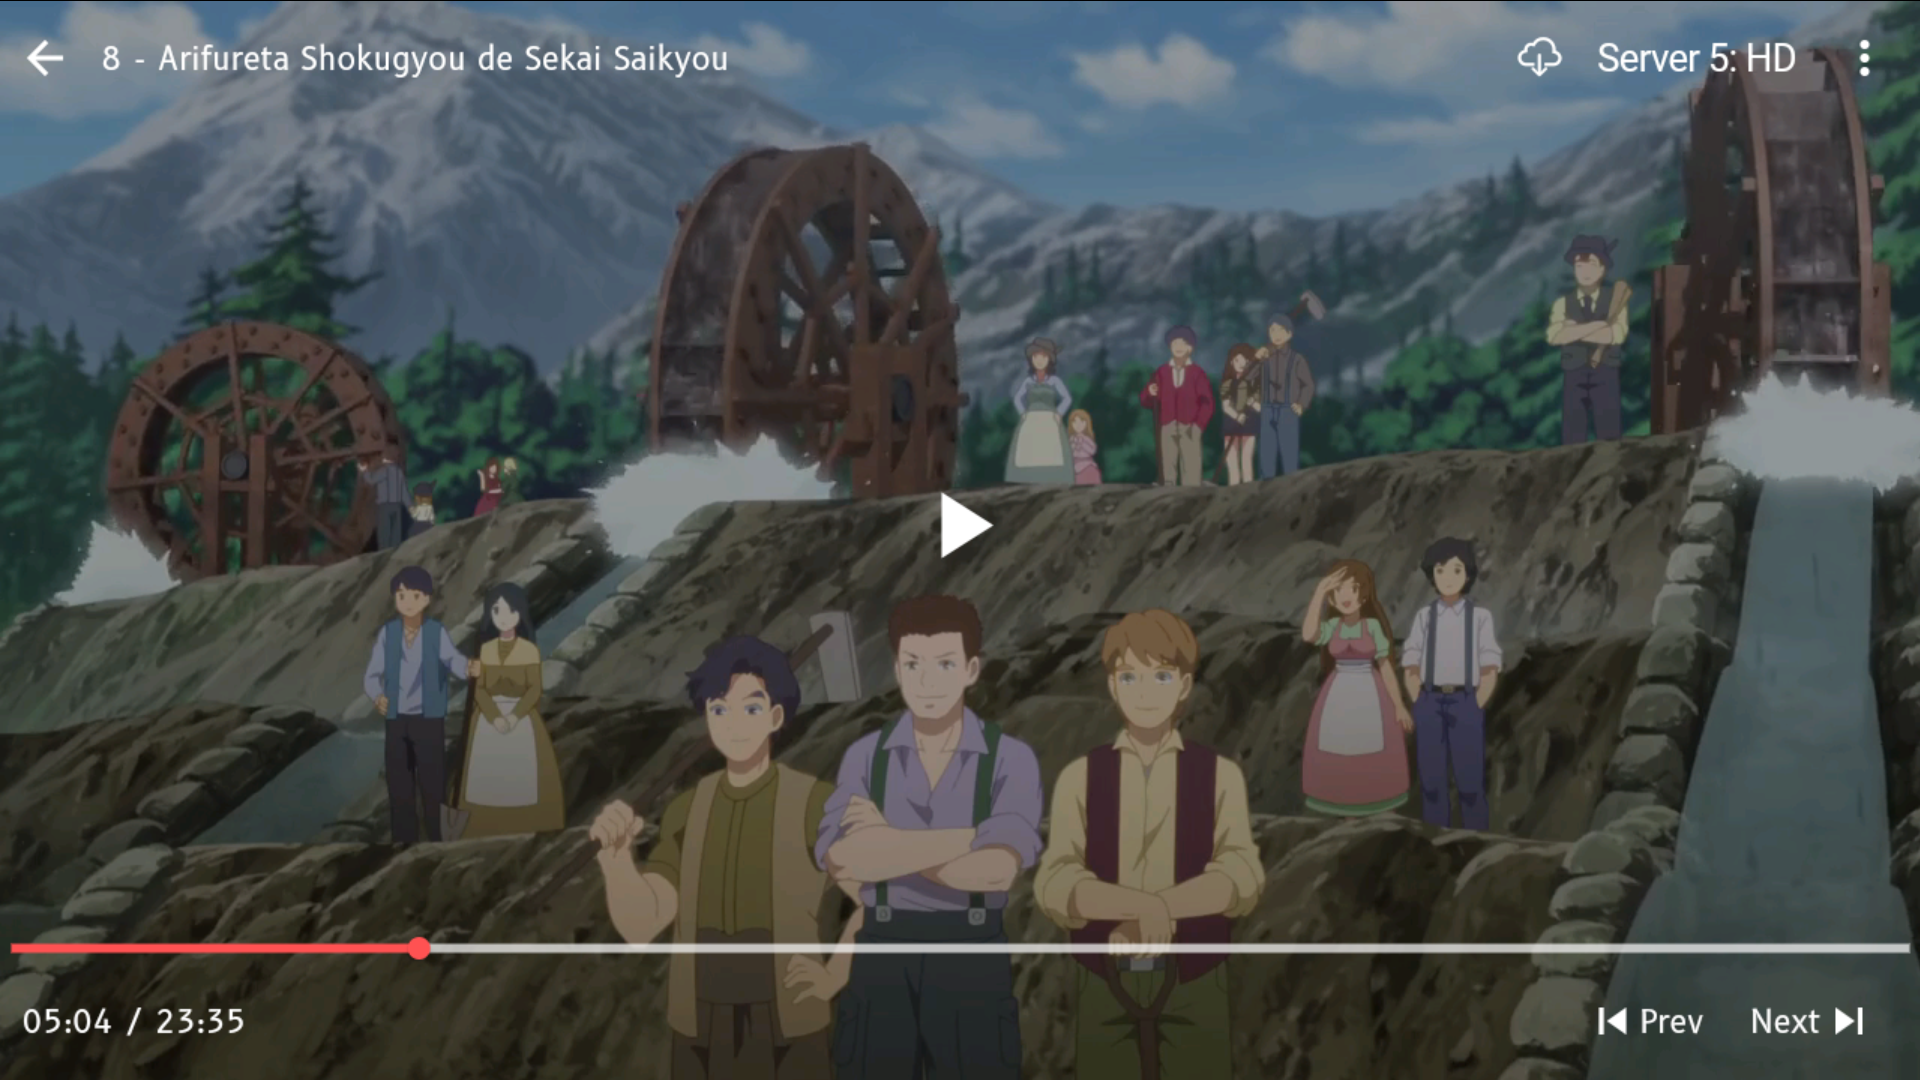 8 - Arifureta Shokugyou de Sekai Saikyou
Server 5: HD
05:04 / 23:35
Prev
Next